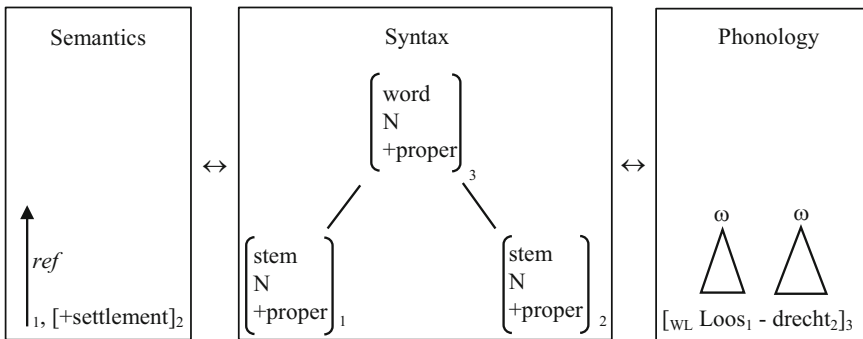 Semantics
Syntax
Phonology
word
N
+proper
3
↔
↔
ω ω
ref
stem
N
+proper
1
stem
N
+proper
2
1, [+settlement]2
[WL Loos1 - drecht2]3